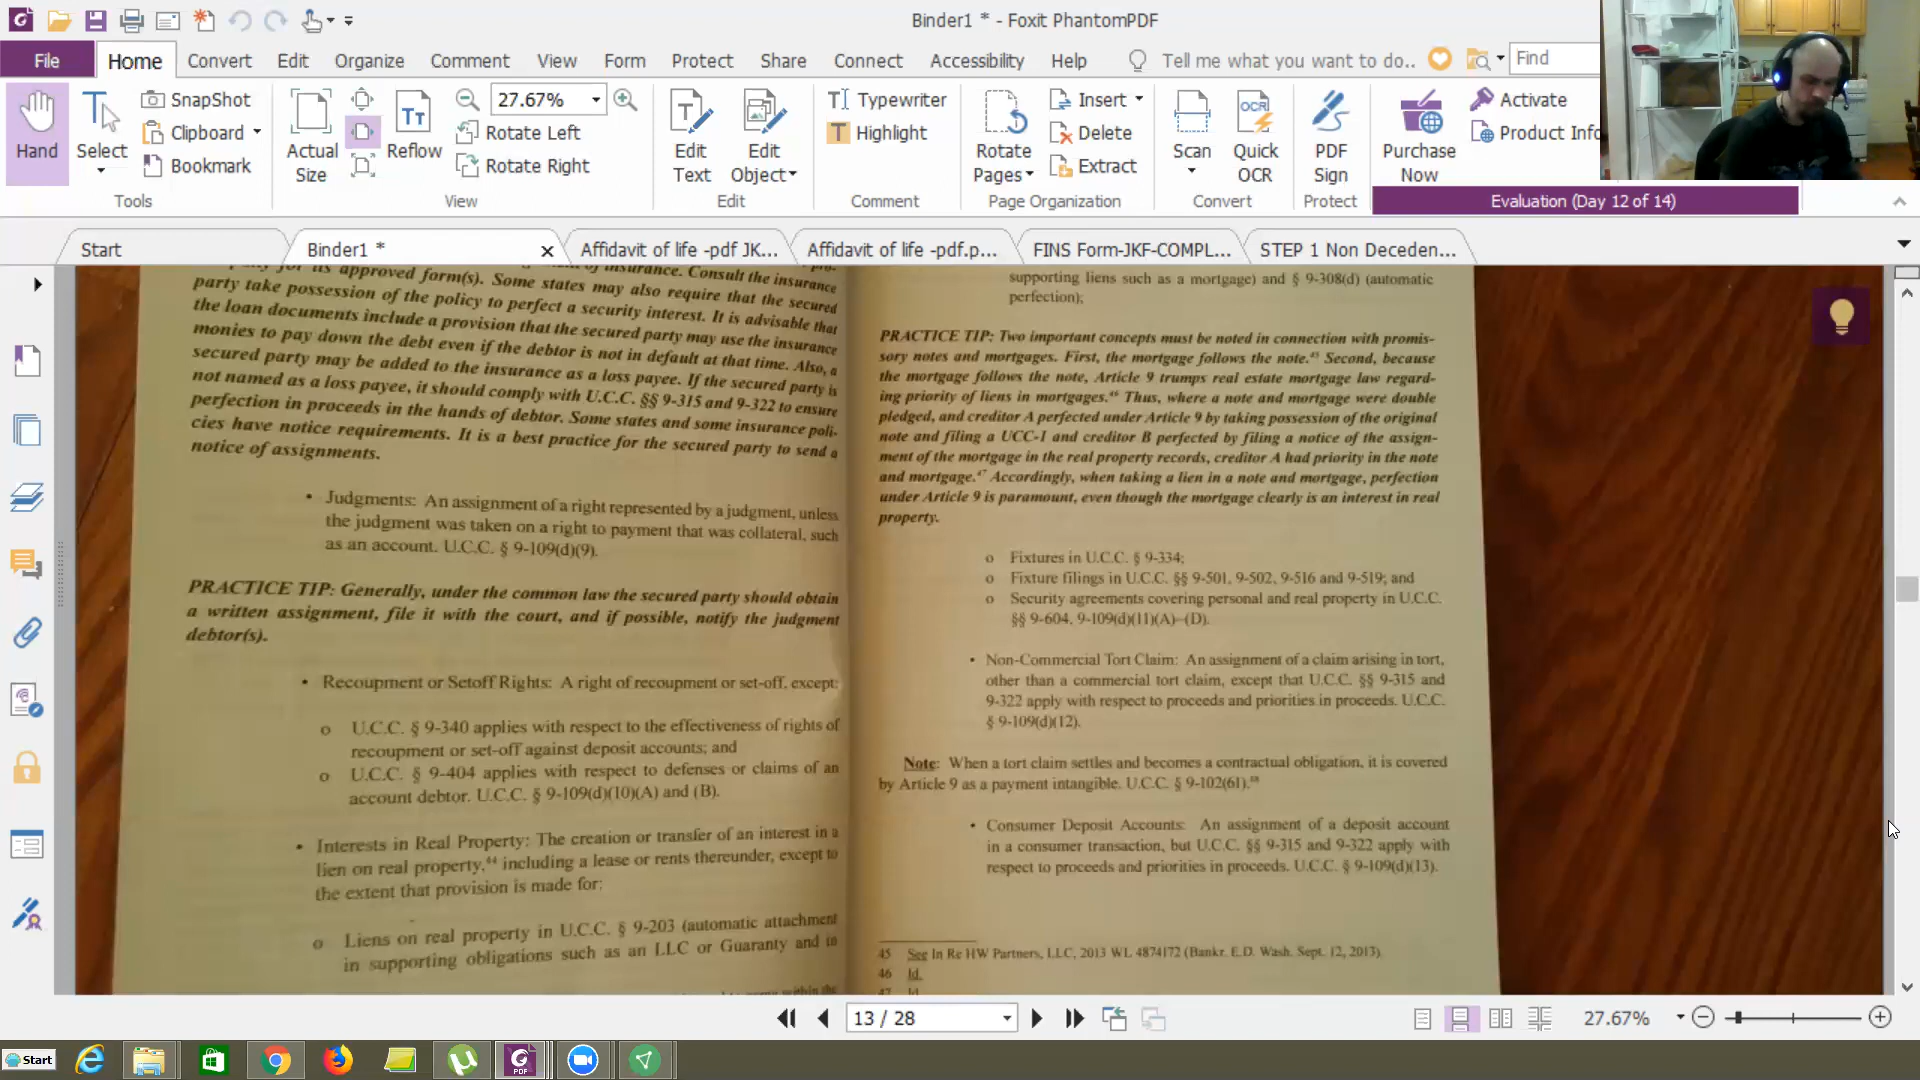 Binder1 * - Foxit PhantomPDF
File Home Convert Edit Organize Comment View Form Protect Share Connect Accessibility Help Tell me what you want to do.. Find
Hand
Select
SnapShot
Clipboard
Bookmark
Tools
Actual Size
Reflow
27.67%
Rotate Left
Rotate Right
View
Edit Text
Edit Object
Edit
Typewriter
Highlight
Comment
Rotate Pages
Insert
Delete
Extract
Page Organization
Scan
Quick OCR
Convert
PDF Sign
Protect
Purchase Now
Activate
Product Info
Evaluation (Day 12 of 14)
Start Binder1 * Affidavit of life -pdf JK... Affidavit of life -pdf.p... FINS Form-JKF-COMPL... STEP 1 Non Deceden...
for its approved form(s). Some states may also require that the secured
party take possession of the policy to perfect a security interest. It is advisable that
the loan documents include a provision that the secured party may use the insurance
monies to pay down the debt even if the debtor is not in default at that time. Also, a
secured party may be added to the insurance as a loss payee. If the secured party is
not named as a loss payee, it should comply with U.C.C. §§ 9-315 and 9-322 to ensure
perfection in proceeds in the hands of debtor. Some states and some insurance poli-
cies have notice requirements. It is a best practice for the secured party to send a
notice of assignments.
• Judgments: An assignment of a right represented by a judgment, unless
the judgment was taken on a right to payment that was collateral, such
as an account. U.C.C. § 9-109(d)(9).
PRACTICE TIP: Generally, under the common law the secured party should obtain
a written assignment, file it with the court, and if possible, notify the judgment
debtor(s).
• Recoupment or Setoff Rights: A right of recoupment or set-off, except:
o U.C.C. § 9-340 applies with respect to the effectiveness of rights of
recoupment or set-off against deposit accounts; and
o U.C.C. § 9-404 applies with respect to defenses or claims of an
account debtor. U.C.C. § 9-109(d)(10)(A) and (B).
• Interests in Real Property: The creation or transfer of an interest in a
lien on real property,44 including a lease or rents thereunder, except to
the extent that provision is made for:
o Liens on real property in U.C.C. § 9-203 (automatic attachment
in supporting obligations such as an LLC or Guaranty and in
supporting liens such as a mortgage) and § 9-308(d) (automatic
perfection);
PRACTICE TIP: Two important concepts must be noted in connection with promis-
sory notes and mortgages. First, the mortgage follows the note.45 Second, because
the mortgage follows the note, Article 9 trumps real estate mortgage law regard-
ing priority of liens in mortgages.46 Thus, where a note and mortgage were double
pledged, and creditor A perfected under Article 9 by taking possession of the original
note and filing a UCC-1 and creditor B perfected by filing a notice of the assign-
ment of the mortgage in the real property records, creditor A had priority in the note
and mortgage.47 Accordingly, when taking a lien in a note and mortgage, perfection
under Article 9 is paramount, even though the mortgage clearly is an interest in real
property.
o Fixtures in U.C.C. § 9-334;
o Fixture filings in U.C.C. §§ 9-501, 9-502, 9-516 and 9-519; and
o Security agreements covering personal and real property in U.C.C.
§§ 9-604, 9-109(d)(11)(A)–(D).
• Non-Commercial Tort Claim: An assignment of a claim arising in tort,
other than a commercial tort claim, except that U.C.C. §§ 9-315 and
9-322 apply with respect to proceeds and priorities in proceeds. U.C.C.
§ 9-109(d)(12).
Note: When a tort claim settles and becomes a contractual obligation, it is covered
by Article 9 as a payment intangible. U.C.C. § 9-102(61).48
• Consumer Deposit Accounts: An assignment of a deposit account
in a consumer transaction, but U.C.C. §§ 9-315 and 9-322 apply with
respect to proceeds and priorities in proceeds. U.C.C. § 9-109(d)(13).
45 See In Re HW Partners, LLC, 2013 WL 4874172 (Bankr. E.D. Wash. Sept. 12, 2013).
46 Id.
47 Id.
13 / 28
27.67%
Start